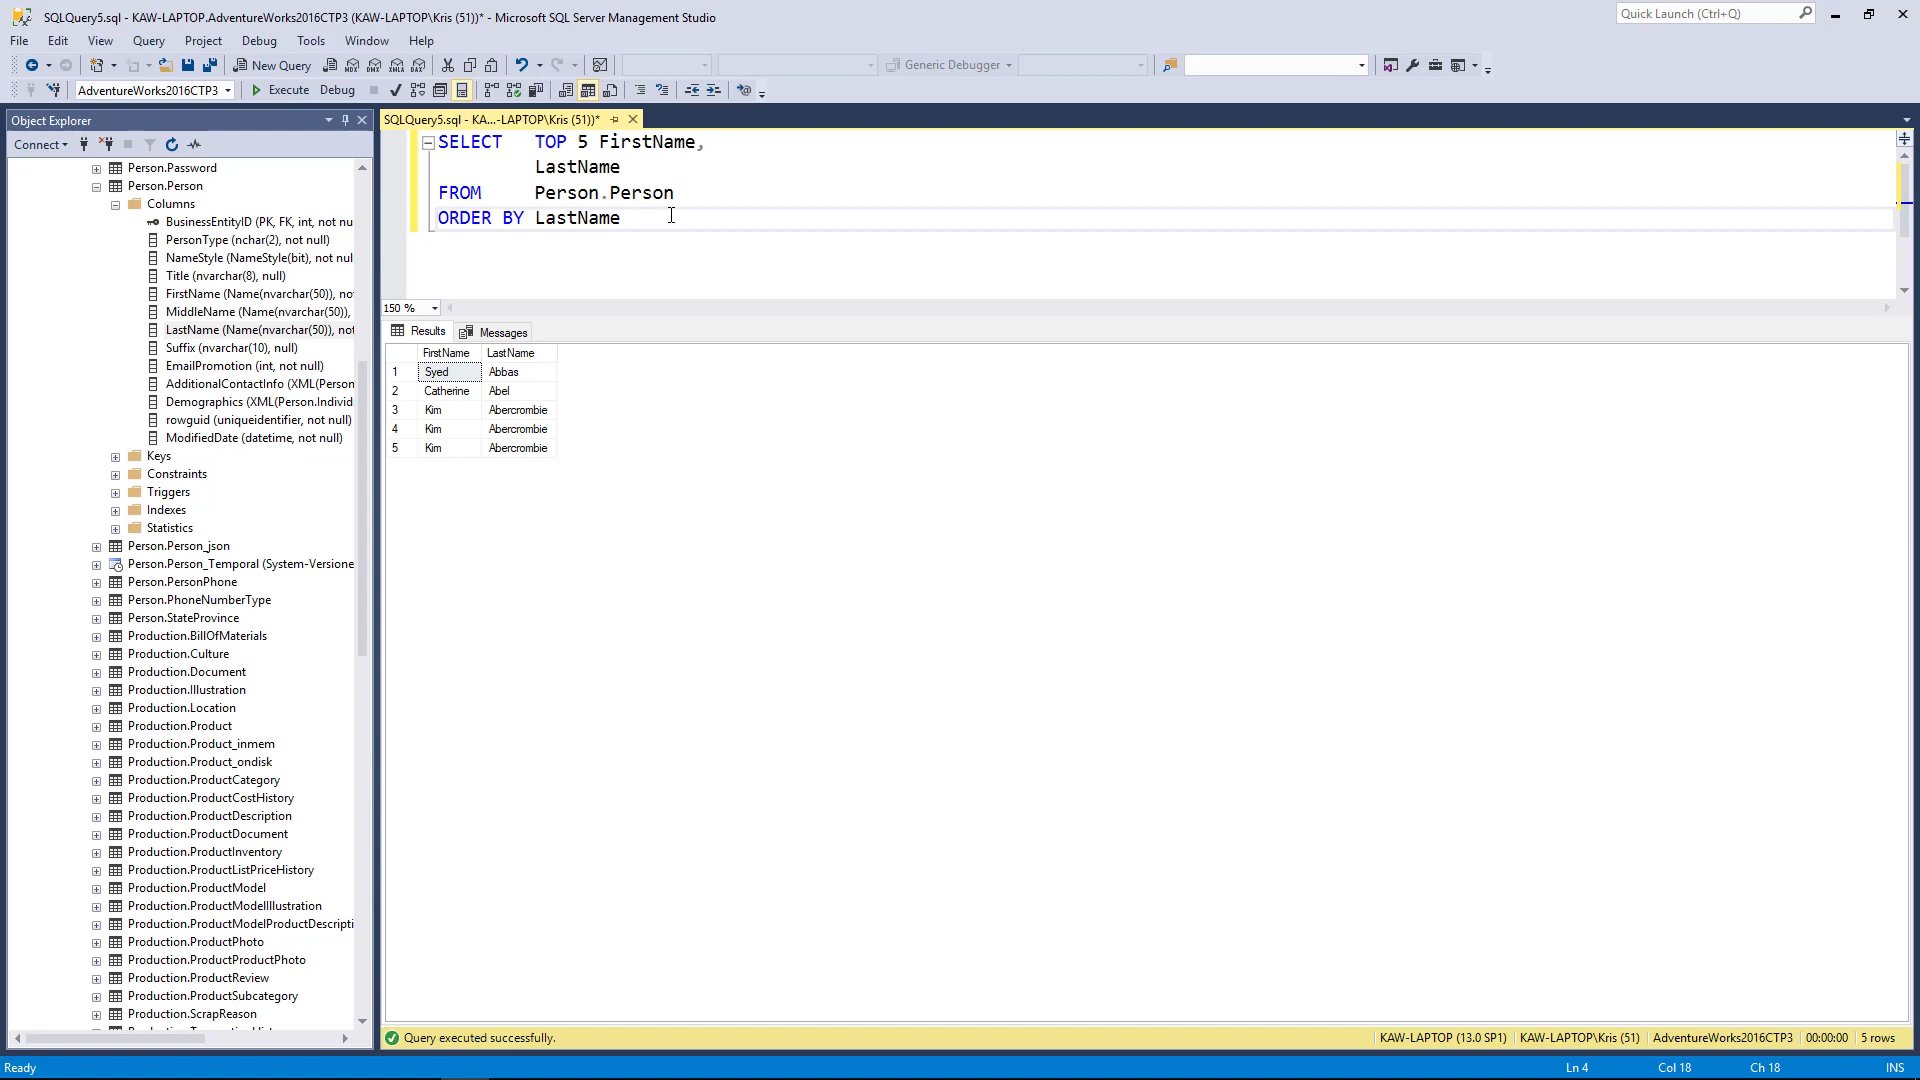 SQLQuery5.sql - KAW-LAPTOP.AdventureWorks2016CTP3 (KAW-LAPTOP\Kris (51))* - Microsoft SQL Server Management Studio
Quick Launch (Ctrl+Q)
File Edit View Query Project Debug Tools Window Help
New Query
MDX DMX XMLA DAX
Generic Debugger
AdventureWorks2016CTP3
Execute Debug
Object Explorer
Connect
Person.Password
Person.Person
Columns
BusinessEntityID (PK, FK, int, not nu
PersonType (nchar(2), not null)
NameStyle (NameStyle(bit), not nul
Title (nvarchar(8), null)
FirstName (Name(nvarchar(50)), not
MiddleName (Name(nvarchar(50)),
LastName (Name(nvarchar(50)), not
Suffix (nvarchar(10), null)
EmailPromotion (int, not null)
AdditionalContactInfo (XML(Person
Demographics (XML(Person.Individ
rowguid (uniqueidentifier, not null)
ModifiedDate (datetime, not null)
Keys
Constraints
Triggers
Indexes
Statistics
Person.Person_json
Person.Person_Temporal (System-Versione
Person.PersonPhone
Person.PhoneNumberType
Person.StateProvince
Production.BillOfMaterials
Production.Culture
Production.Document
Production.Illustration
Production.Location
Production.Product
Production.Product_inmem
Production.Product_ondisk
Production.ProductCategory
Production.ProductCostHistory
Production.ProductDescription
Production.ProductDocument
Production.ProductInventory
Production.ProductListPriceHistory
Production.ProductModel
Production.ProductModelIllustration
Production.ProductModelProductDescripti
Production.ProductPhoto
Production.ProductProductPhoto
Production.ProductReview
Production.ProductSubcategory
Production.ScrapReason
SQLQuery5.sql - KA...-LAPTOP\Kris (51))*
SELECT TOP 5 FirstName,
LastName
FROM Person.Person
ORDER BY LastName
150 %
Results Messages
FirstName LastName
1 Syed Abbas
2 Catherine Abel
3 Kim Abercrombie
4 Kim Abercrombie
5 Kim Abercrombie
Query executed successfully.
KAW-LAPTOP (13.0 SP1) KAW-LAPTOP\Kris (51) AdventureWorks2016CTP3 00:00:00 5 rows
Ready Ln 4 Col 18 Ch 18 INS